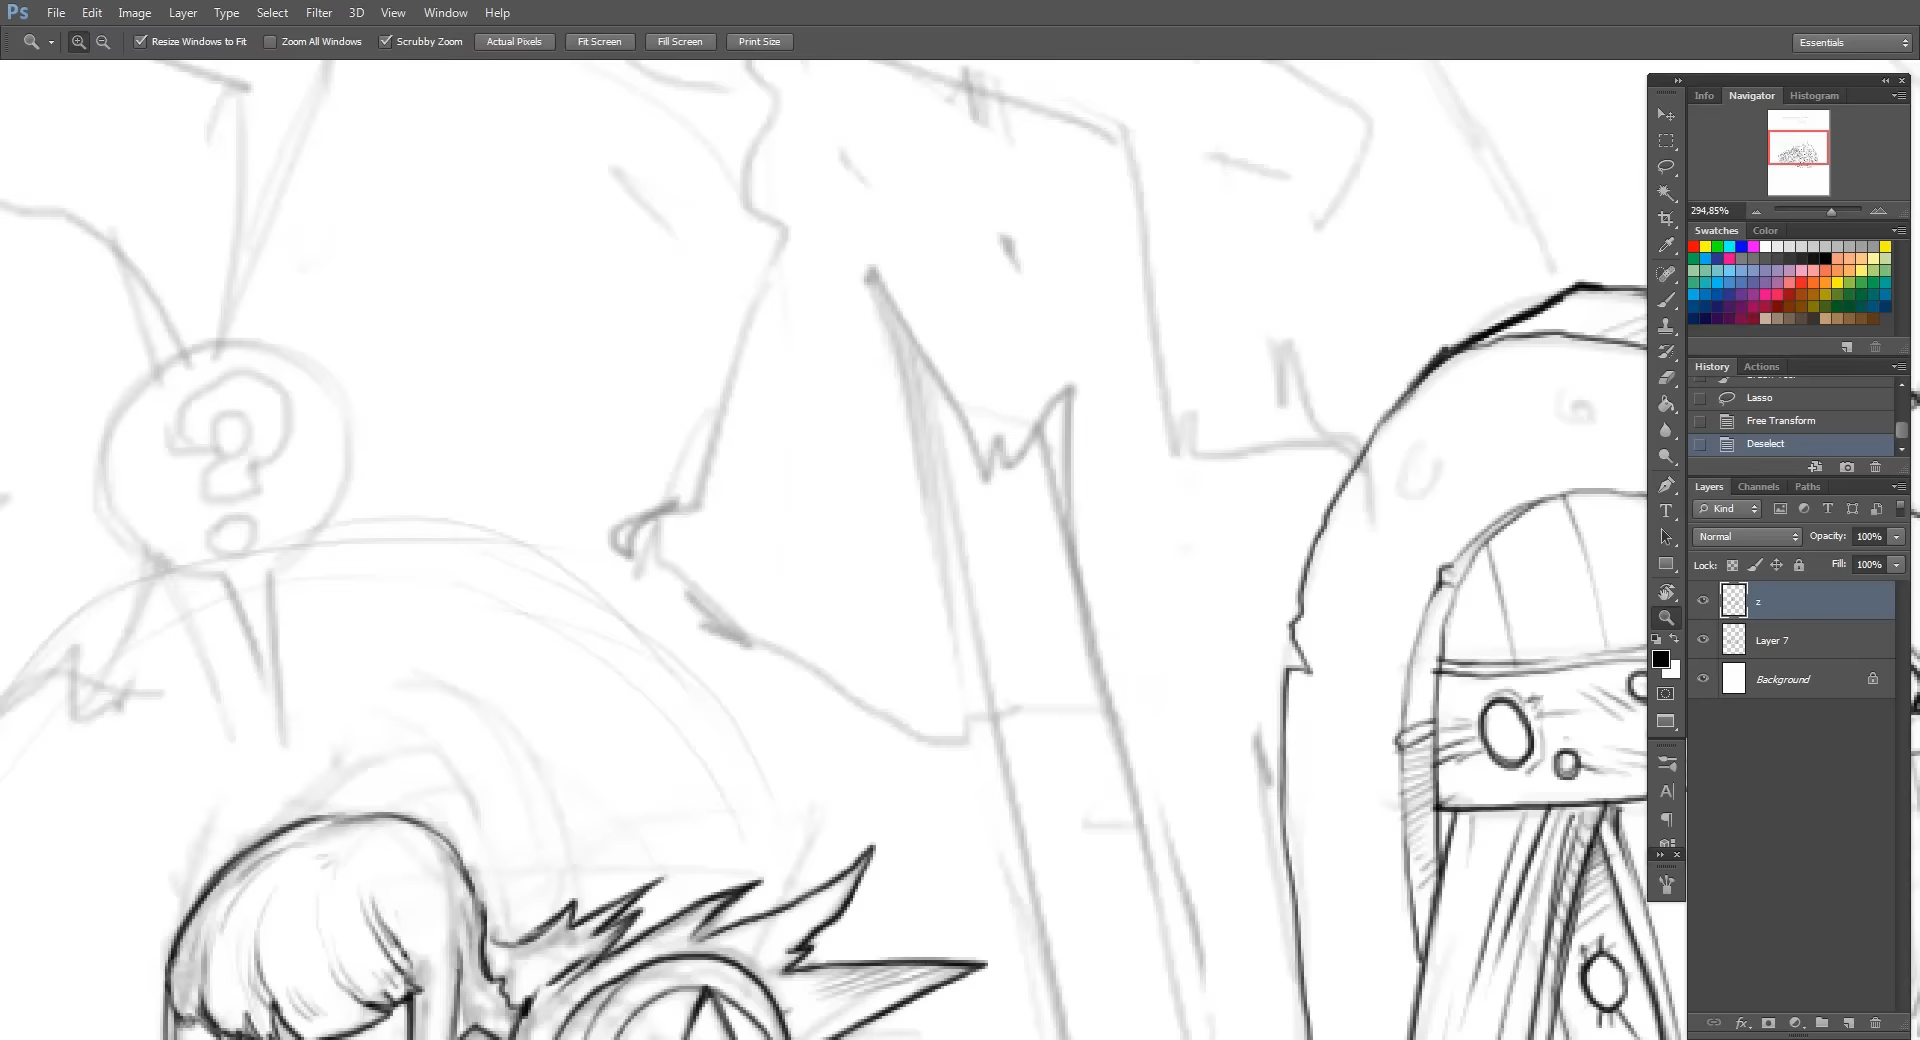 Ps File Edit Image Layer Type Select Filter 3D View Window Help
Resize Windows to Fit Zoom All Windows Scrubby Zoom Actual Pixels Fit Screen Fill Screen Print Size Essentials
Info Navigator Histogram
294,85%
Swatches Color
History Actions
Lasso
Free Transform
Deselect
Layers Channels Paths
Kind
Normal Opacity: 100%
Lock: Fill: 100%
z
Layer 7
Background
?